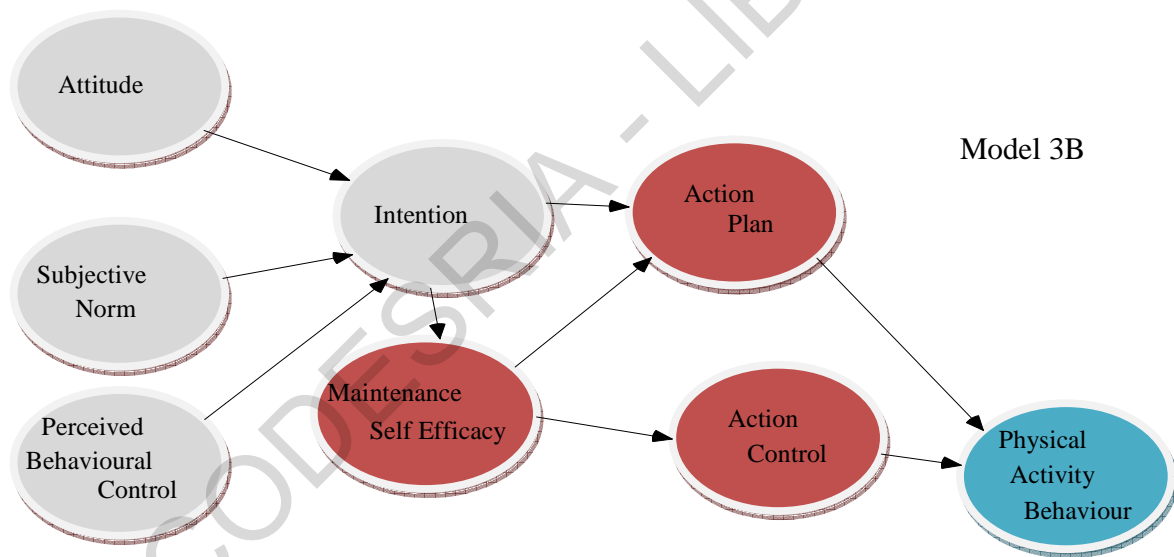 Attitude
Subjective
Norm
Perceived
Behavioural
Control
Intention
Maintenance
Self Efficacy
Action
Plan
Action
Control
Model 3B
Physical
Activity
Behaviour
CODESRIA - LIB